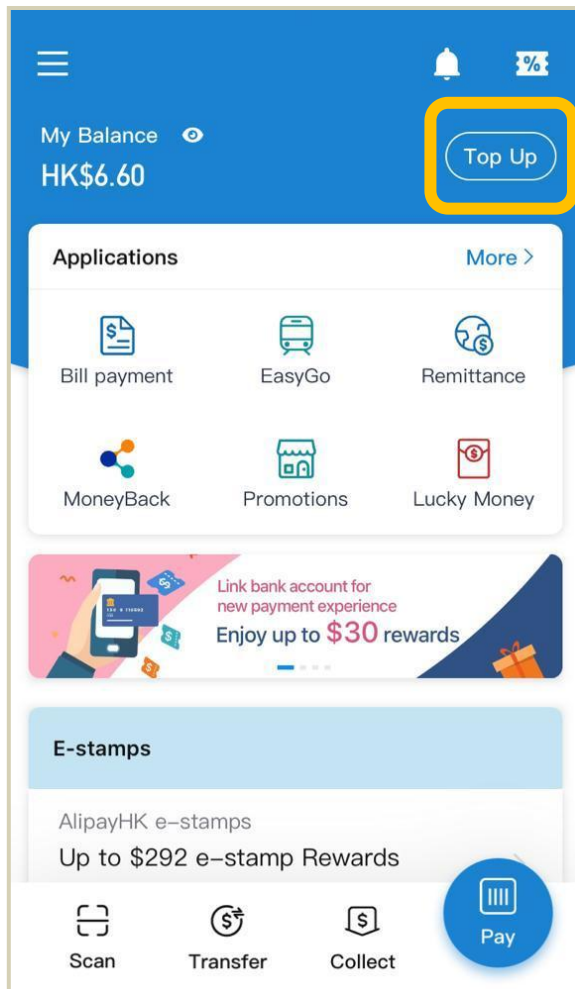 My Balance
HK$6.60
Top Up
Applications
More >
Bill payment
EasyGo
Remittance
MoneyBack
Promotions
Lucky Money
Link bank account for
new payment experience
Enjoy up to $30 rewards
E-stamps
AlipayHK e-stamps
Up to $292 e-stamp Rewards
Scan
Transfer
Collect
Pay